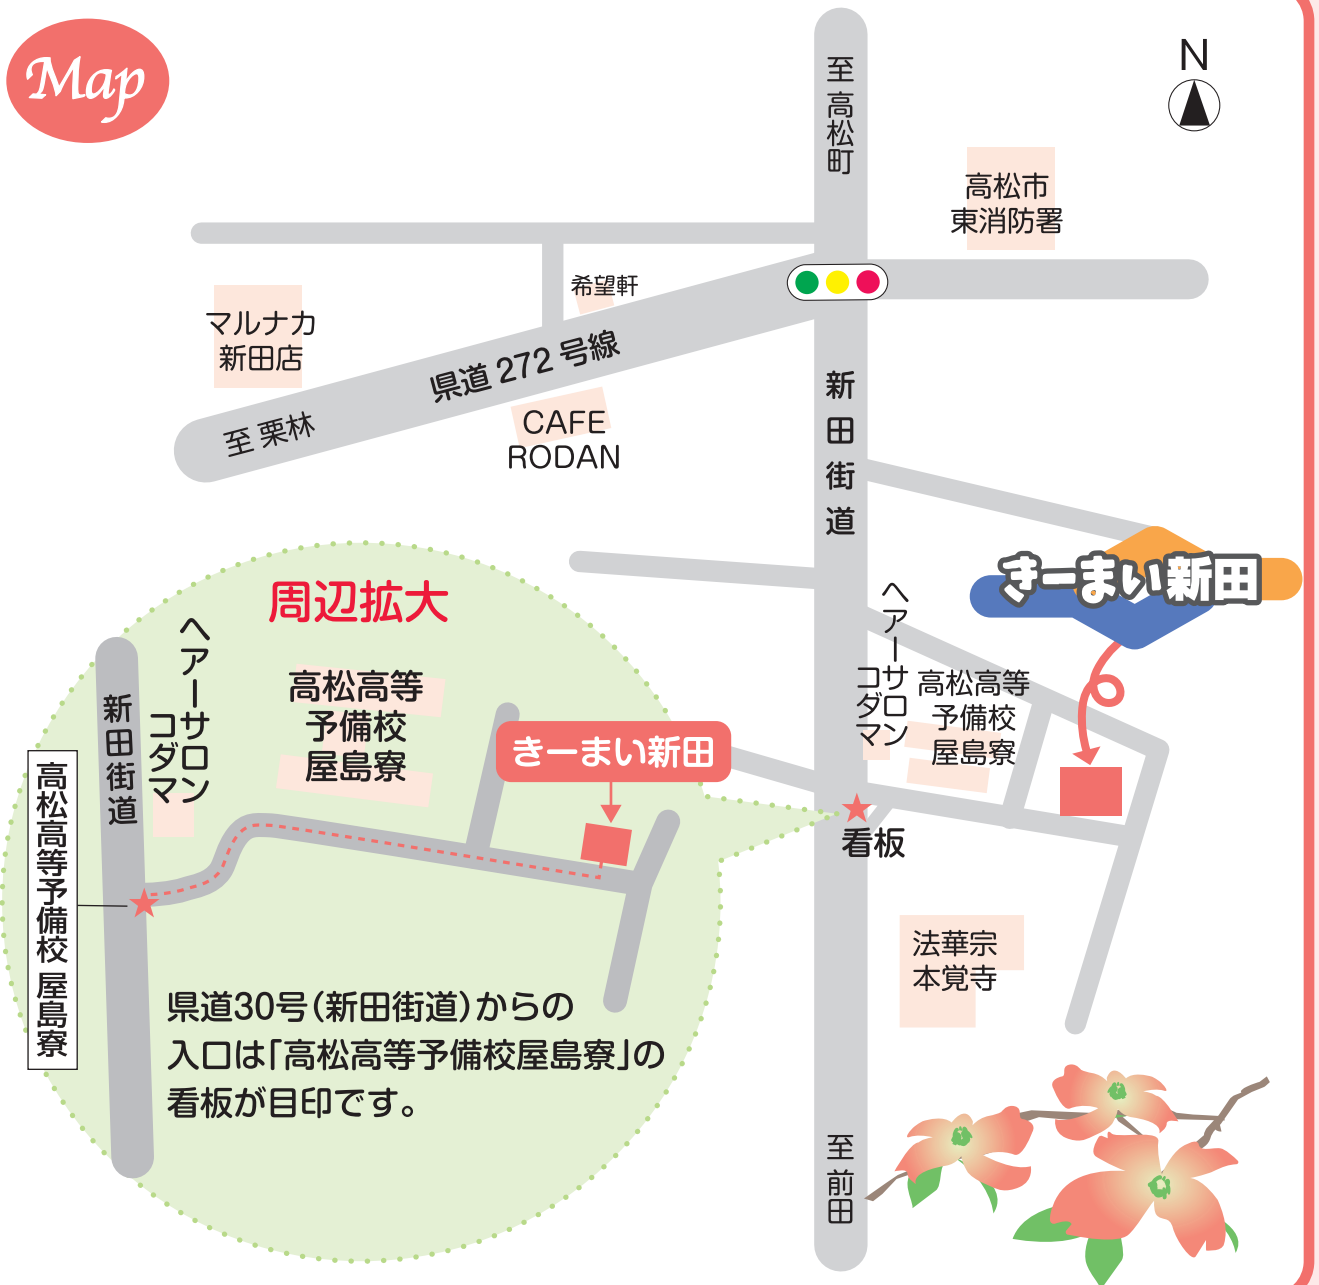 Map
N
至 高松町
高松市
東消防署
希望軒
マルナカ
新田店
県道 272 号線
至 栗林
CAFE
RODAN
新田街道
きーまい新田
ヘアーサロン
コダマ
高松高等
予備校
屋島寮
看板
法華宗
本覚寺
至 前田
周辺拡大
ヘアーサロン
コダマ
高松高等
予備校
屋島寮
新田街道
きーまい新田
高松高等予備校 屋島寮
県道30号(新田街道)からの
入口は「高松高等予備校屋島寮」の
看板が目印です。